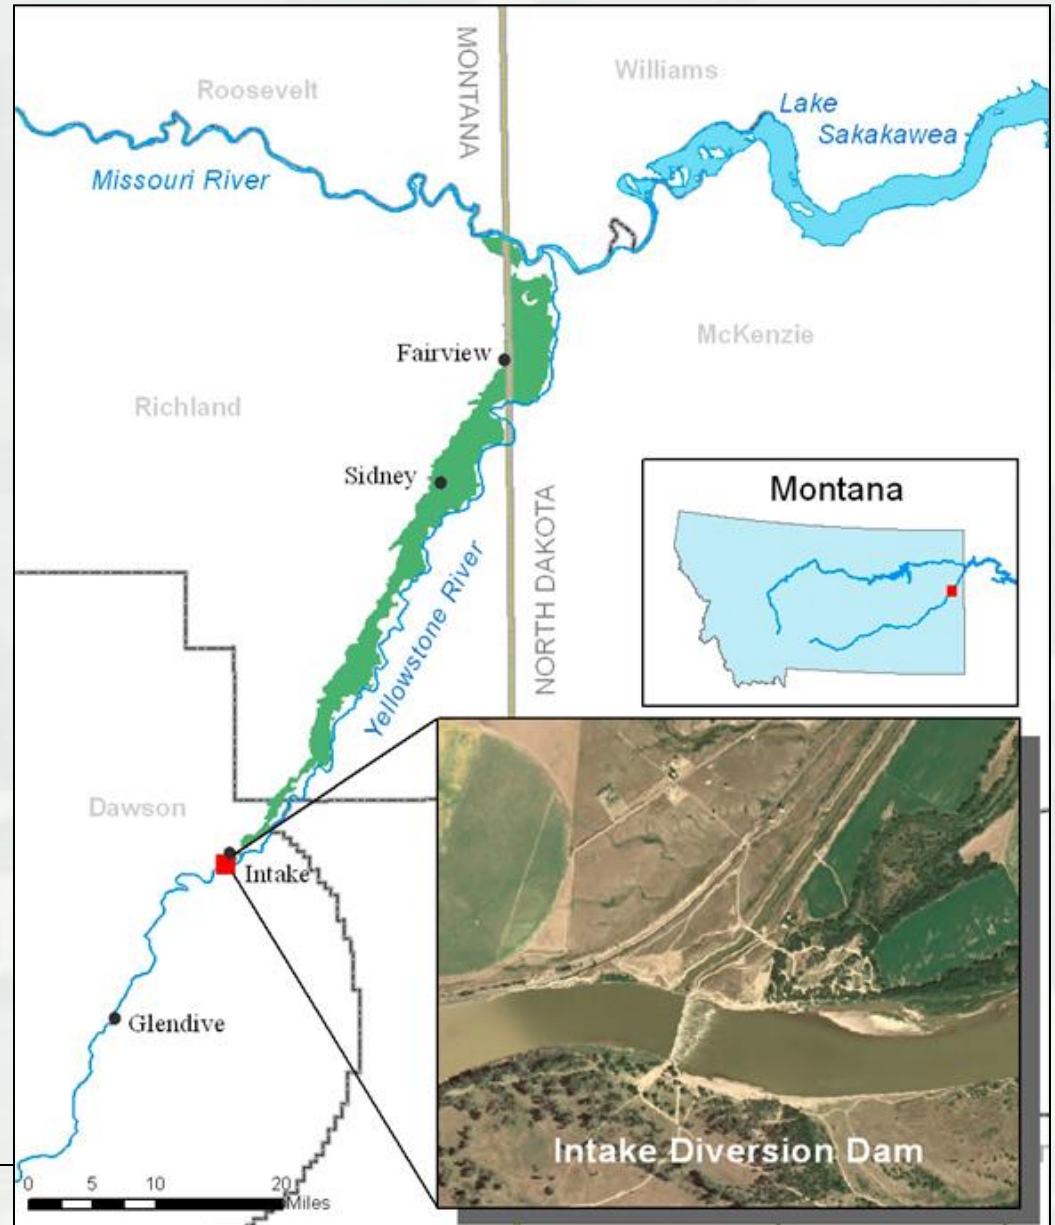 MONTANA
Roosevelt
Williams
Lake
Sakakawea
Missouri River
McKenzie
Fairview
Richland
Sidney
NORTH DAKOTA
Montana
Yellowstone River
Dawson
Intake
Glendive
Intake Diversion Dam
0 5 10 20
Miles